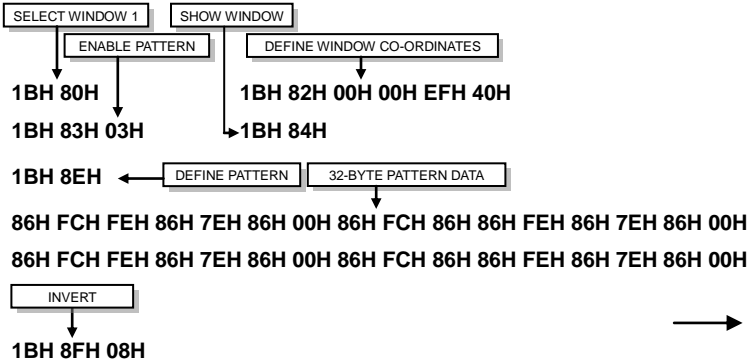 SELECT WINDOW 1 SHOW WINDOW
ENABLE PATTERN DEFINE WINDOW CO-ORDINATES
1BH 80H 1BH 82H 00H 00H EFH 40H
1BH 83H 03H 1BH 84H
1BH 8EH DEFINE PATTERN 32-BYTE PATTERN DATA
86H FCH FEH 86H 7EH 86H 00H 86H FCH 86H 86H FEH 86H 7EH 86H 00H
86H FCH FEH 86H 7EH 86H 00H 86H FCH 86H 86H FEH 86H 7EH 86H 00H
INVERT
1BH 8FH 08H